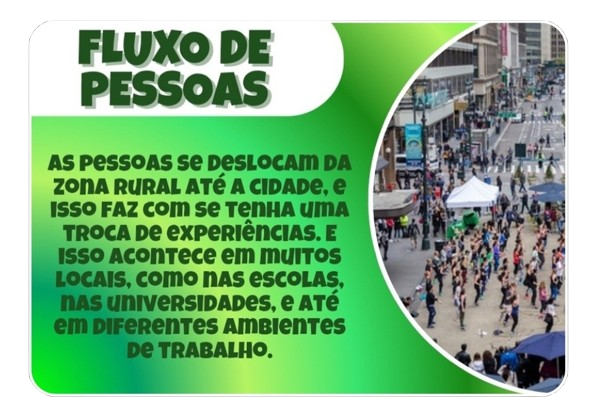 FLUXO DE
PESSOAS
AS PESSOAS SE DESLOCAM DA
ZONA RURAL ATÉ A CIDADE, E
ISSO FAZ COM SE TENHA UMA
TROCA DE EXPERIÊNCIAS. E
ISSO ACONTECE EM MUITOS
LOCAIS, COMO NAS ESCOLAS,
NAS UNIVERSIDADES, E ATÉ
EM DIFERENTES AMBIENTES
DE TRABALHO.